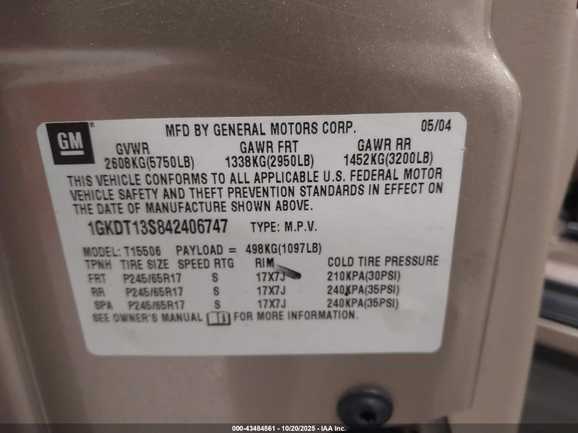 GM
MFD BY GENERAL MOTORS CORP. 05/04
GVWR GAWR FRT GAWR RR
2608KG(5750LB) 1338KG(2950LB) 1452KG(3200LB)
THIS VEHICLE CONFORMS TO ALL APPLICABLE U.S. FEDERAL MOTOR
VEHICLE SAFETY AND THEFT PREVENTION STANDARDS IN EFFECT ON
THE DATE OF MANUFACTURE SHOWN ABOVE.
1GKDT13S842406747 TYPE: M.P.V.
MODEL: T15506 PAYLOAD = 498KG(1097LB)
TPNH TIRE SIZE SPEED RTG RIM COLD TIRE PRESSURE
FRT P245/65R17 S 17X7J 210KPA(30PSI)
RR P245/65R17 S 17X7J 240KPA(35PSI)
SPA P245/65R17 S 17X7J 240KPA(35PSI)
SEE OWNER'S MANUAL FOR MORE INFORMATION.
000-43484561 - 10/20/2025 - IAA Inc.